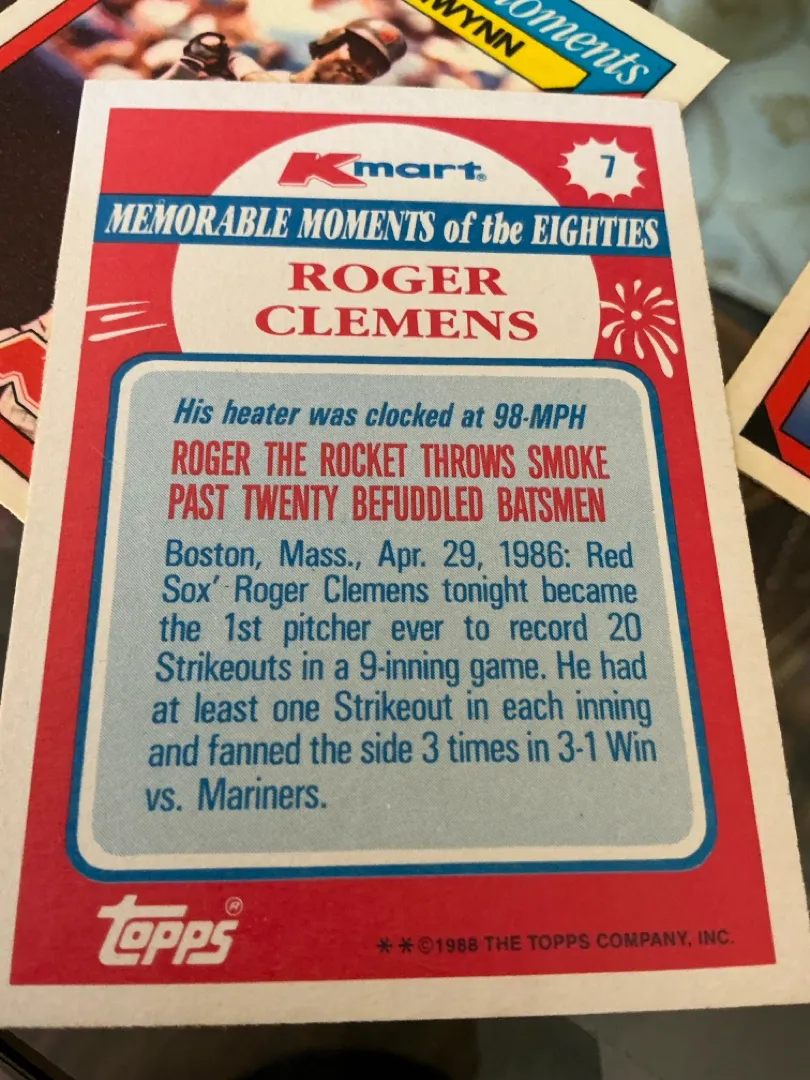 WYNN
moments
Kmart®
7
MEMORABLE MOMENTS of the EIGHTIES
ROGER
CLEMENS
His heater was clocked at 98-MPH
ROGER THE ROCKET THROWS SMOKE
PAST TWENTY BEFUDDLED BATSMEN
Boston, Mass., Apr. 29, 1986: Red
Sox' Roger Clemens tonight became
the 1st pitcher ever to record 20
Strikeouts in a 9-inning game. He had
at least one Strikeout in each inning
and fanned the side 3 times in 3-1 Win
vs. Mariners.
topps®
**©1988 THE TOPPS COMPANY, INC.